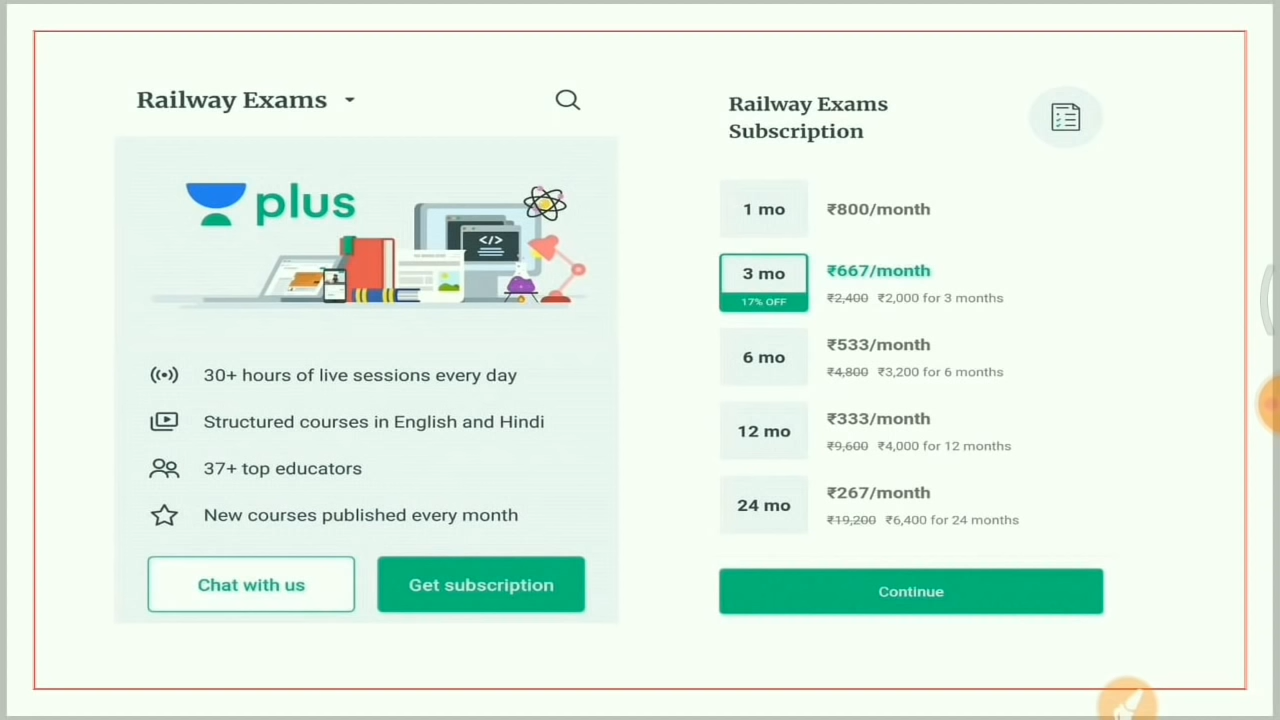 Railway Exams
plus
</>
30+ hours of live sessions every day
Structured courses in English and Hindi
37+ top educators
New courses published every month
Chat with us
Get subscription
Railway Exams
Subscription
1 mo
₹800/month
3 mo
17% OFF
₹667/month
₹2,400 ₹2,000 for 3 months
6 mo
₹533/month
₹4,800 ₹3,200 for 6 months
12 mo
₹333/month
₹9,600 ₹4,000 for 12 months
24 mo
₹267/month
₹19,200 ₹6,400 for 24 months
Continue